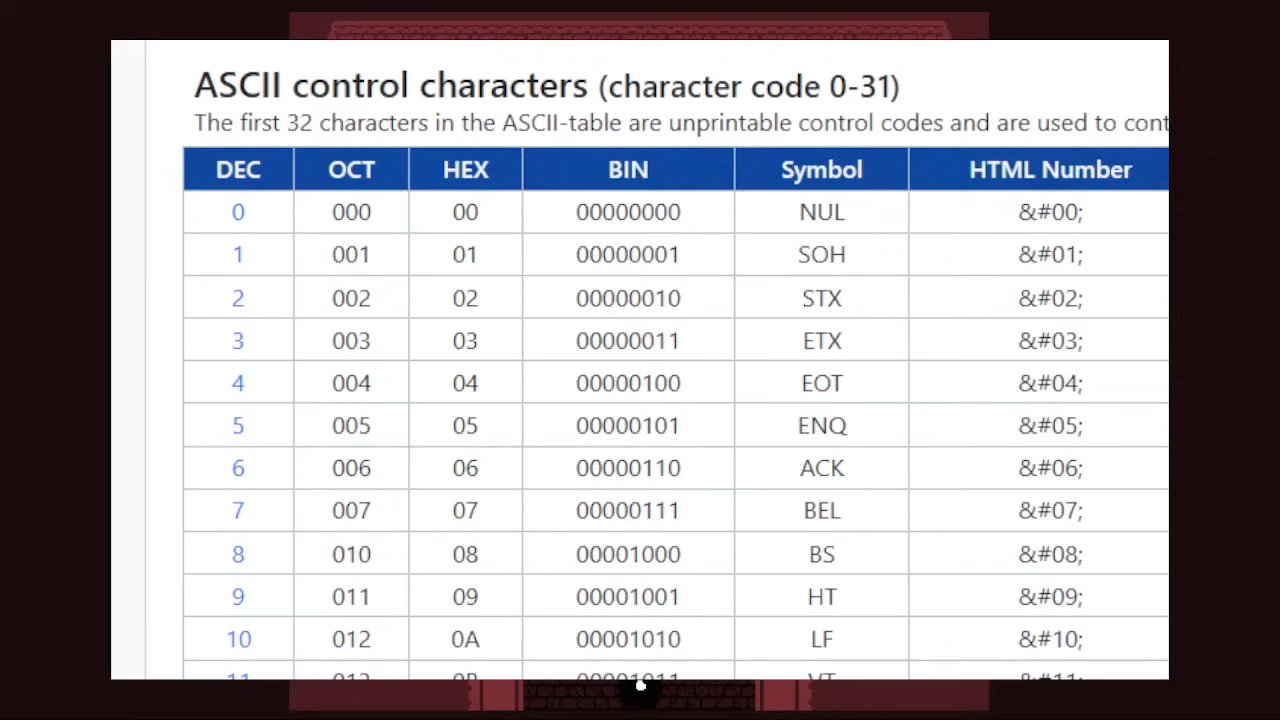 ASCII control characters (character code 0-31)
The first 32 characters in the ASCII-table are unprintable control codes and are used to cont
DEC OCT HEX BIN Symbol HTML Number
0 000 00 00000000 NUL &#00;
1 001 01 00000001 SOH &#01;
2 002 02 00000010 STX &#02;
3 003 03 00000011 ETX &#03;
4 004 04 00000100 EOT &#04;
5 005 05 00000101 ENQ &#05;
6 006 06 00000110 ACK &#06;
7 007 07 00000111 BEL &#07;
8 010 08 00001000 BS &#08;
9 011 09 00001001 HT &#09;
10 012 0A 00001010 LF &#10;